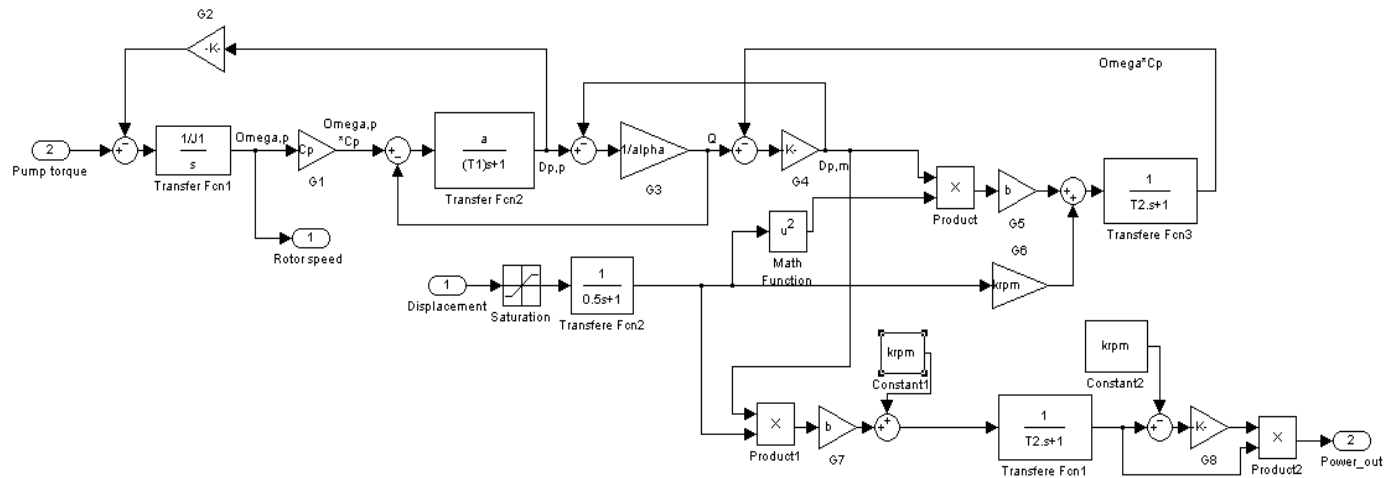 G2
-K-
Omega*Cp
2
Pump torque
1/J1
s
Transfer Fcn1
Omega,p
Cp
G1
Omega,p
*Cp
a
(T1)s+1
Transfer Fcn2
Dp,p
1/alpha
G3
Q
K-
G4
Dp,m
×
Product
b
G5
1
T2.s+1
Transfere Fcn3
1
Rotor speed
u2
Math
Function
G6
krpm
1
Displacement
Saturation
1
0.5s+1
Transfere Fcn2
krpm
Constant1
krpm
Constant2
×
Product1
b
G7
1
T2.s+1
Transfere Fcn1
K-
G8
×
Product2
2
Power_out